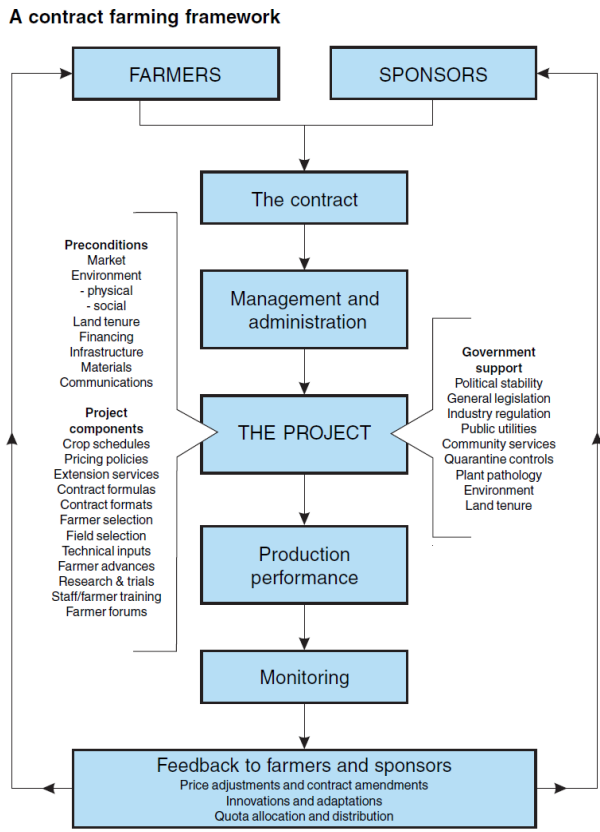 A contract farming framework
FARMERS
SPONSORS
The contract
Preconditions
Market
Environment
- physical
- social
Land tenure
Financing
Infrastructure
Materials
Communications
Management and
administration
Project
components
Crop schedules
Pricing policies
Extension services
Contract formulas
Contract formats
Farmer selection
Field selection
Technical inputs
Farmer advances
Research & trials
Staff/farmer training
Farmer forums
THE PROJECT
Government
support
Political stability
General legislation
Industry regulation
Public utilities
Community services
Quarantine controls
Plant pathology
Environment
Land tenure
Production
performance
Monitoring
Feedback to farmers and sponsors
Price adjustments and contract amendments
Innovations and adaptations
Quota allocation and distribution